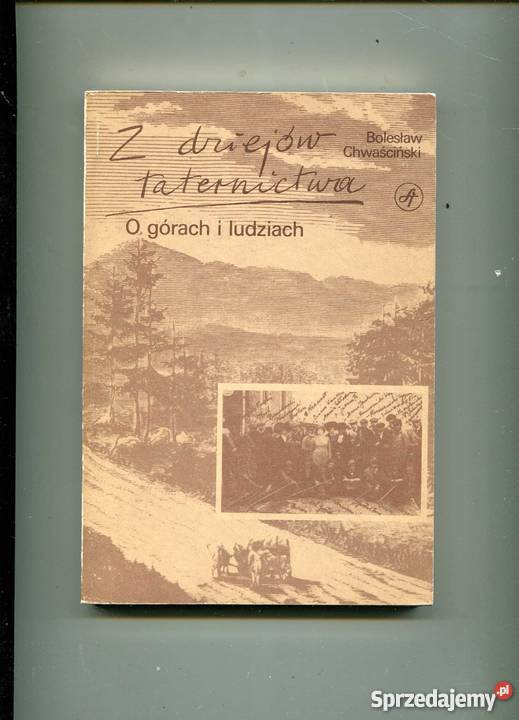 Z dziejów
taternictwa
Bolesław
Chwaściński
O górach i ludziach
Sprzedajemy.pl